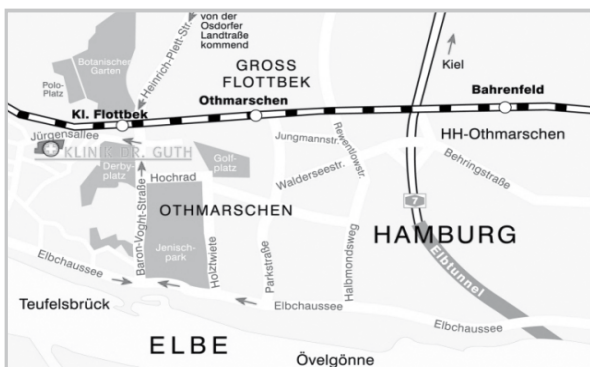 von der
Osdorfer
Landtraße
kommend
Heinrich-Plett-Str.
Botanischer
Garten
Polo-
Platz
GROSS
FLOTTBEK
Kiel
Kl. Flottbek
Othmarschen
Bahrenfeld
Jürgensallee
KLINIK DR. GUTH
Derby-
platz
Golf-
platz
Jungmannstr.
Reventlowstr.
HH-Othmarschen
Walderseestr.
Behringstraße
Hochrad
7
OTHMARSCHEN
HAMBURG
Baron-Voght-Straße
Jenisch-
park
Holztwiete
Parkstraße
Halbmondsweg
Elbtunnel
Elbchaussee
Elbchaussee
Elbchaussee
Teufelsbrück
ELBE
Övelgönne